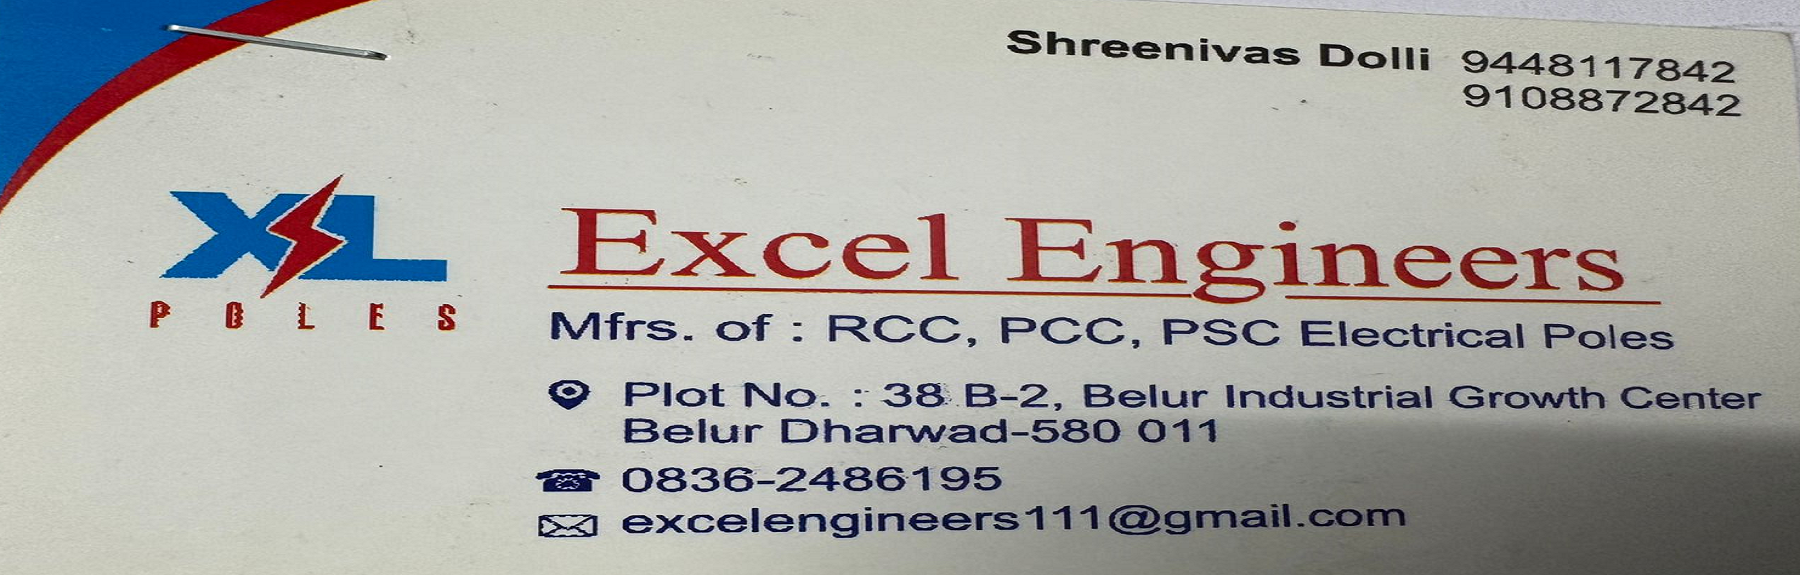 Shreenivas Dolli 9448117842
9108872842
XL
POLES
Excel Engineers
Mfrs. of : RCC, PCC, PSC Electrical Poles
Plot No. : 38 B-2, Belur Industrial Growth Center
Belur Dharwad-580 011
0836-2486195
excelengineers111@gmail.com